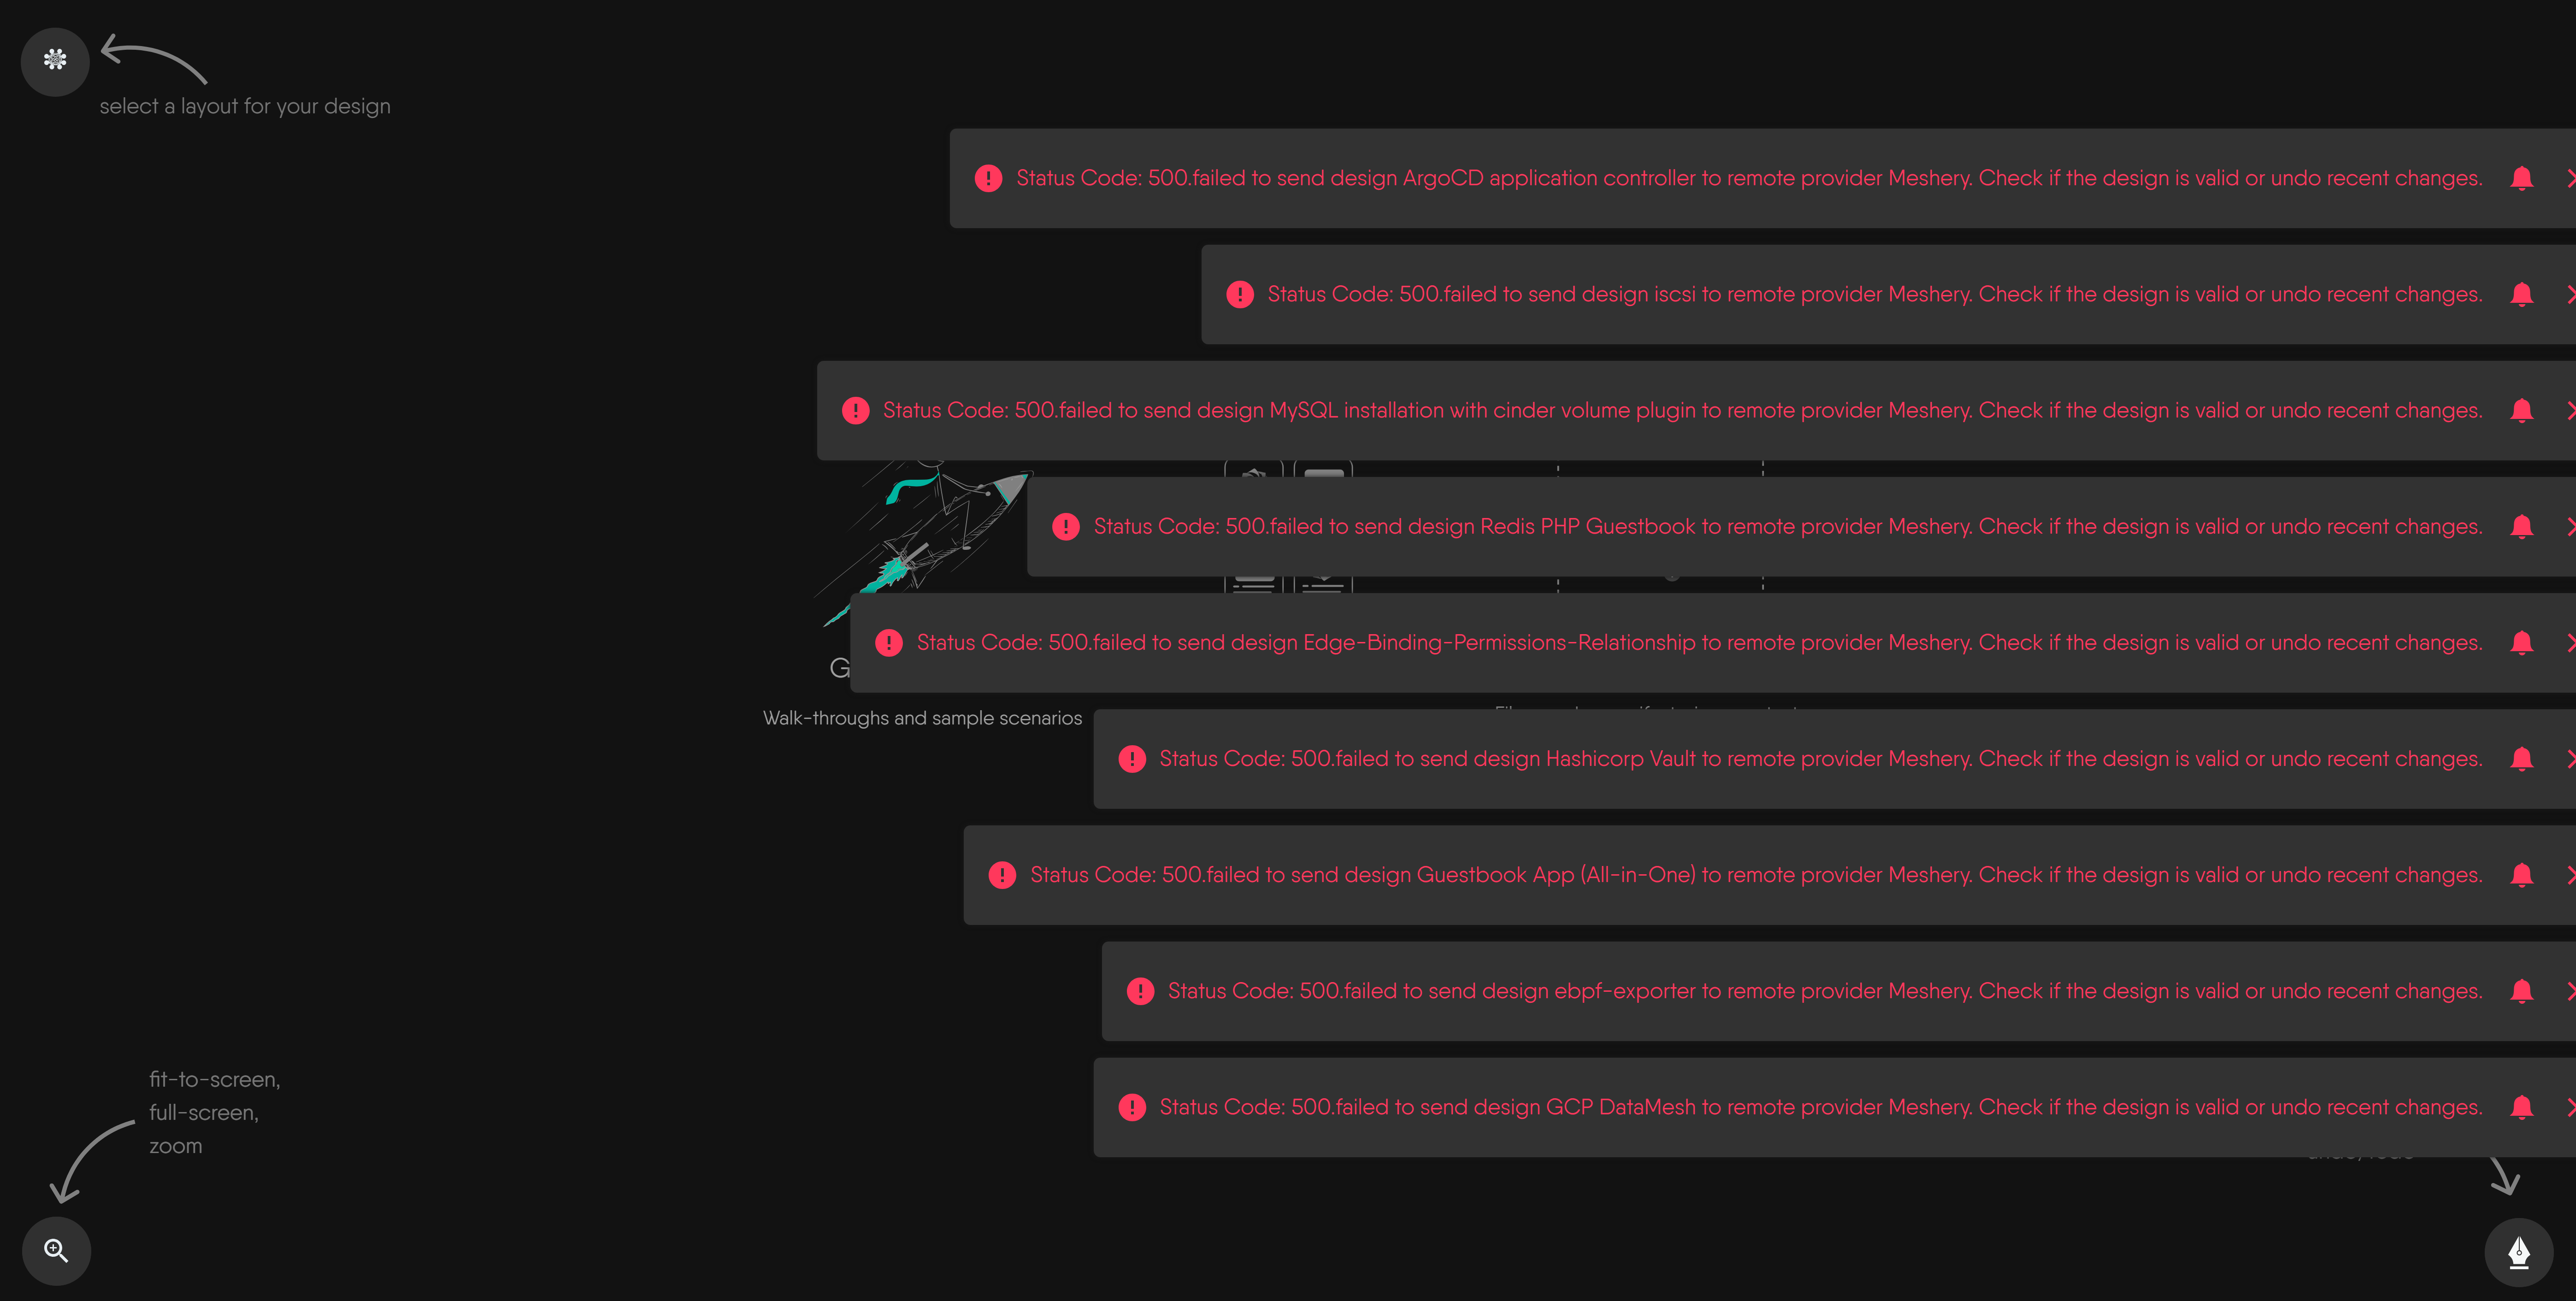 select a layout for your design
Status Code: 500.failed to send design ArgoCD application controller to remote provider Meshery. Check if the design is valid or undo recent changes.
Status Code: 500.failed to send design iscsi to remote provider Meshery. Check if the design is valid or undo recent changes.
Status Code: 500.failed to send design MySQL installation with cinder volume plugin to remote provider Meshery. Check if the design is valid or undo recent changes.
Status Code: 500.failed to send design Redis PHP Guestbook to remote provider Meshery. Check if the design is valid or undo recent changes.
Status Code: 500.failed to send design Edge-Binding-Permissions-Relationship to remote provider Meshery. Check if the design is valid or undo recent changes.
G
Walk-throughs and sample scenarios
Status Code: 500.failed to send design Hashicorp Vault to remote provider Meshery. Check if the design is valid or undo recent changes.
Status Code: 500.failed to send design Guestbook App (All-in-One) to remote provider Meshery. Check if the design is valid or undo recent changes.
Status Code: 500.failed to send design ebpf-exporter to remote provider Meshery. Check if the design is valid or undo recent changes.
Status Code: 500.failed to send design GCP DataMesh to remote provider Meshery. Check if the design is valid or undo recent changes.
fit-to-screen,
full-screen,
zoom